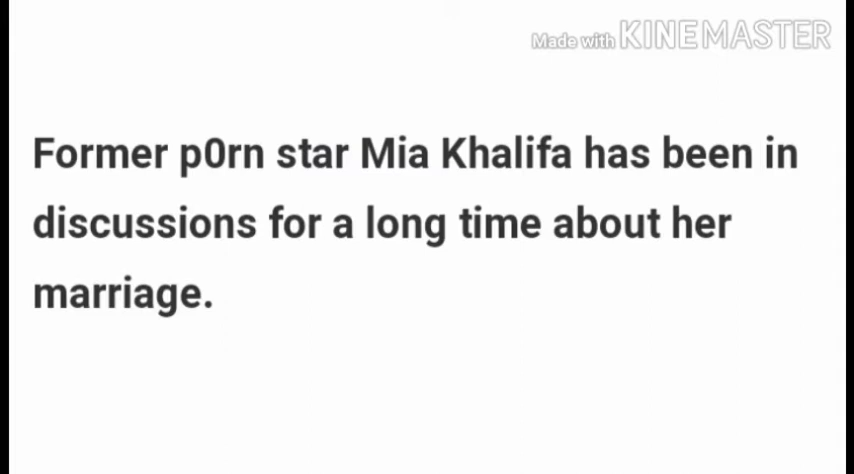 Made with KINEMASTER
Former p0rn star Mia Khalifa has been in
discussions for a long time about her
marriage.